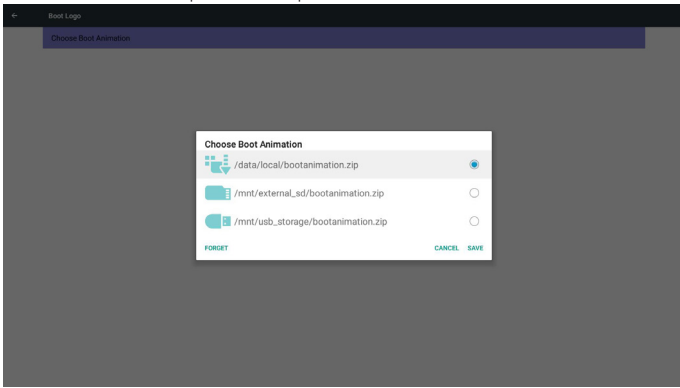 Boot Logo
Choose Boot Animation
Choose Boot Animation
/data/local/bootanimation.zip
/mnt/external_sd/bootanimation.zip
/mnt/usb_storage/bootanimation.zip
FORGET CANCEL SAVE